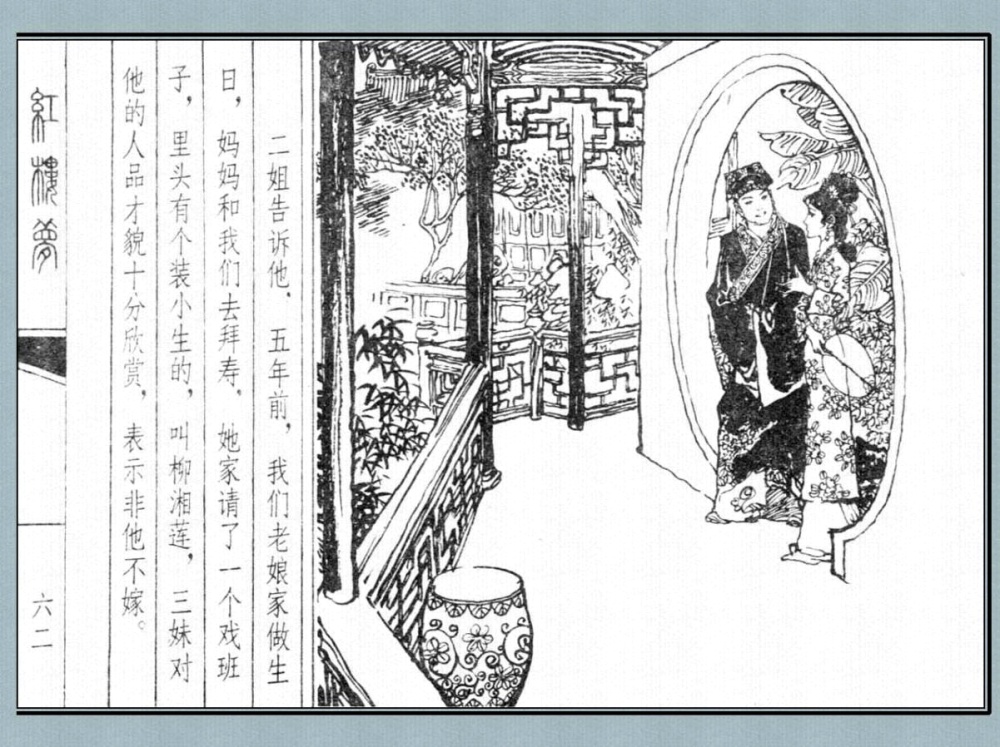 二姐告诉他，五年前，我们老娘家做生
日，妈妈和我们去拜寿。她家请了一个戏班
子，里头有个装小生的，叫柳湘莲，三妹对
他的人品才貌十分欣赏，表示非他不嫁。
紅樓夢
六二